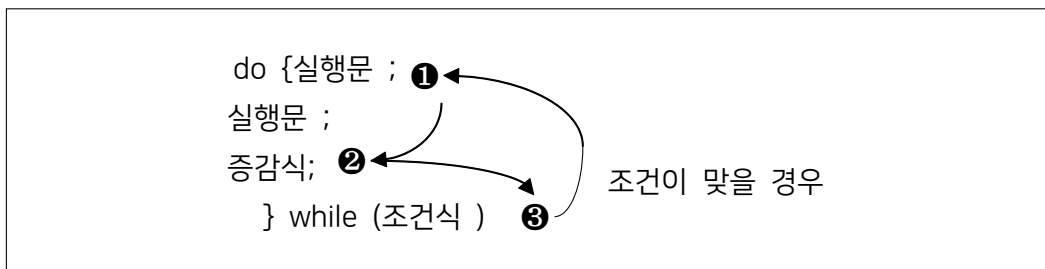 do {실행문 ; ❶
실행문 ;
증감식; ❷
조건이 맞을 경우
} while (조건식 ) ❸